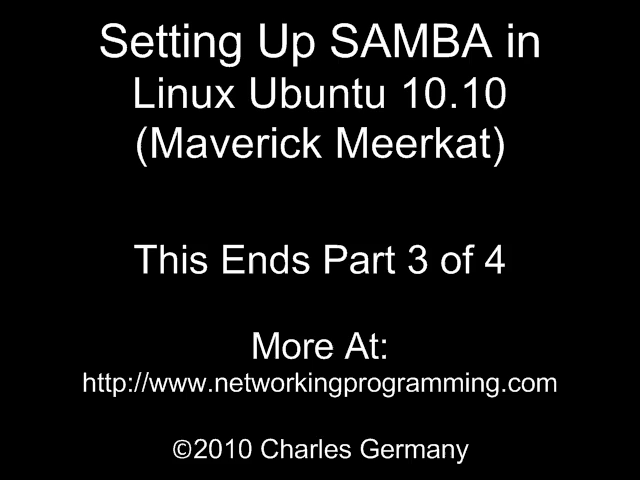 Setting Up SAMBA in
Linux Ubuntu 10.10
(Maverick Meerkat)
This Ends Part 3 of 4
More At:
http://www.networkingprogramming.com
©2010 Charles Germany